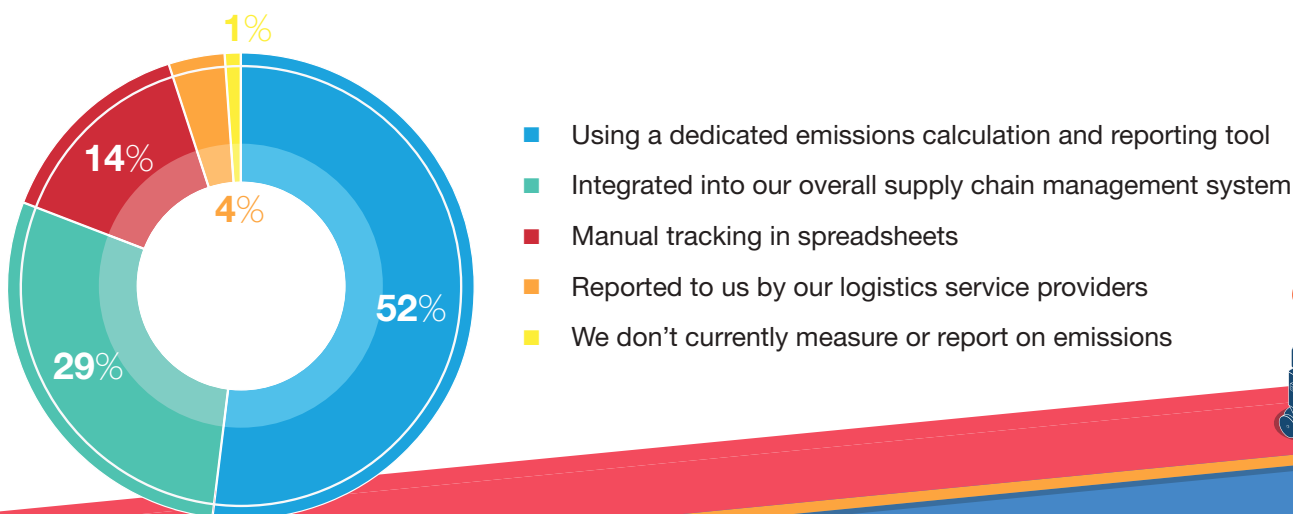 1%
14%
4%
52%
29%
Using a dedicated emissions calculation and reporting tool
Integrated into our overall supply chain management system
Manual tracking in spreadsheets
Reported to us by our logistics service providers
We don’t currently measure or report on emissions